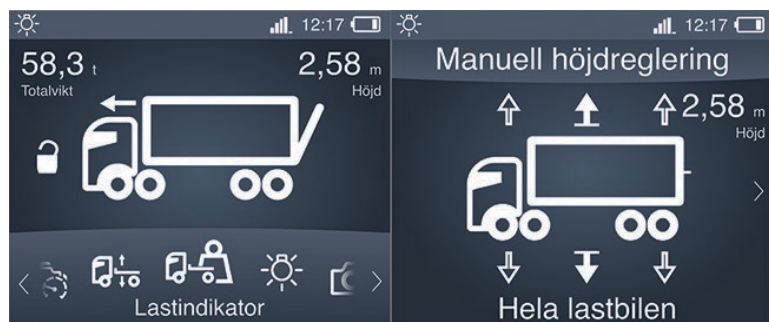 12:17
58,3 t
Totalvikt
2,58 m
Höjd
Lastindikator
12:17
Manuell höjdreglering
2,58 m
Höjd
Hela lastbilen